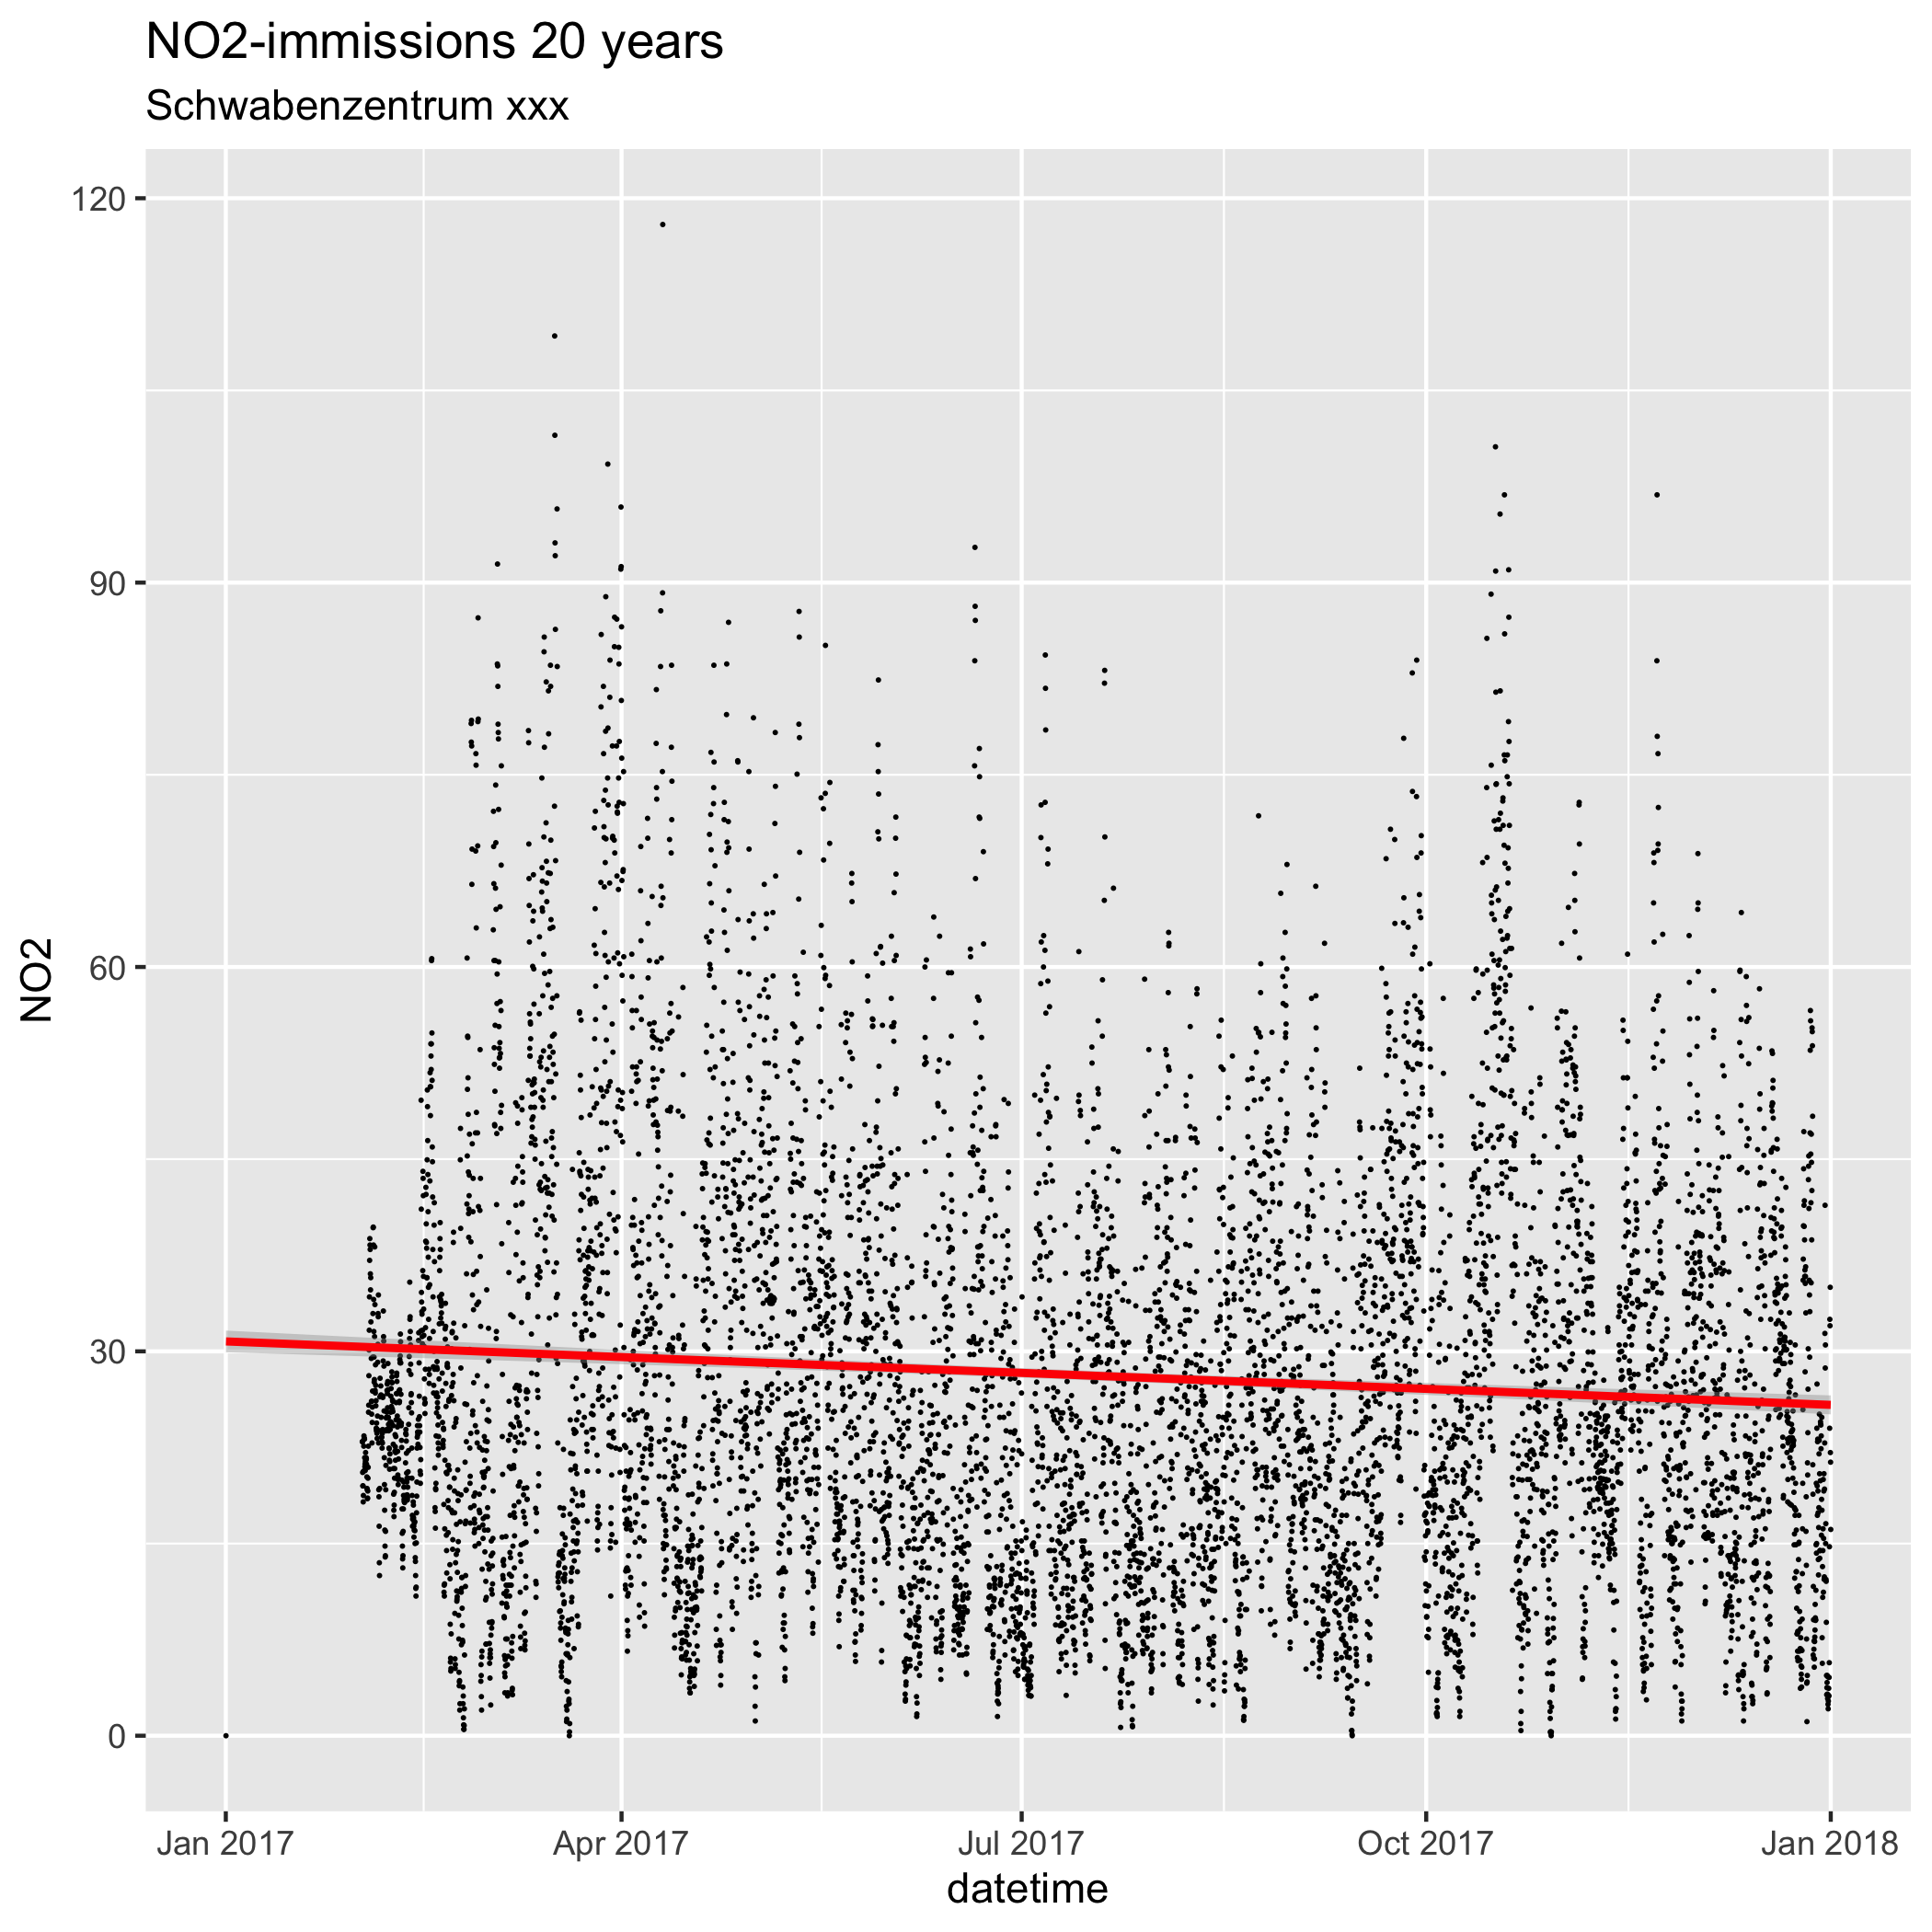 NO2-immissions 20 years
Schwabenzentrum xxx
120
90
60
30
0
NO2
Jan 2017
Apr 2017
Jul 2017
Oct 2017
Jan 2018
datetime